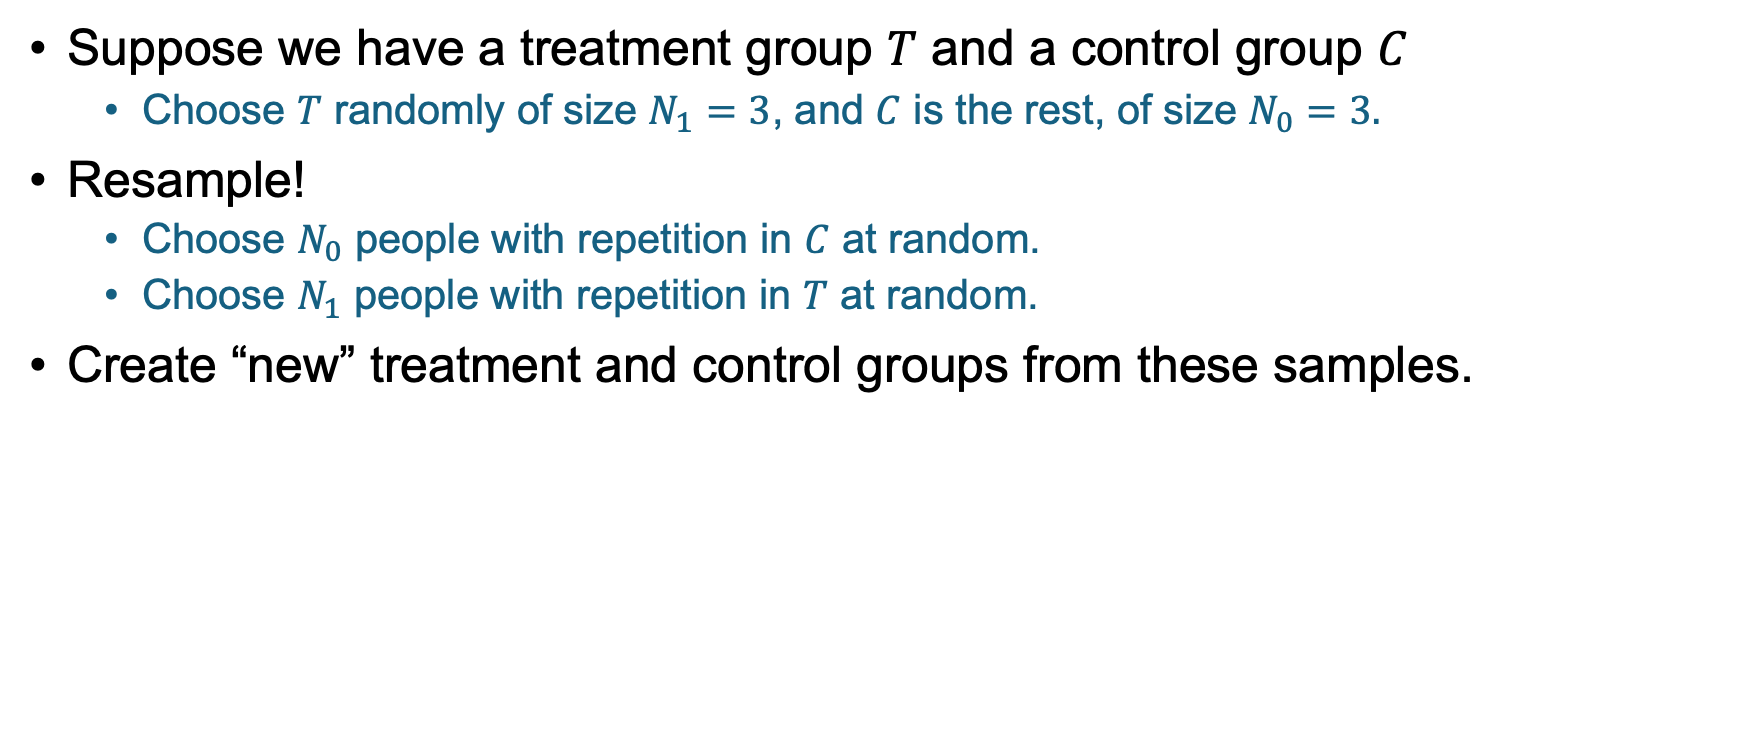 • Suppose we have a treatment group 𝑇 and a control group 𝐶
• Choose 𝑇 randomly of size 𝑁₁ = 3, and 𝐶 is the rest, of size 𝑁₀ = 3.
• Resample!
• Choose 𝑁₀ people with repetition in 𝐶 at random.
• Choose 𝑁₁ people with repetition in 𝑇 at random.
• Create “new” treatment and control groups from these samples.